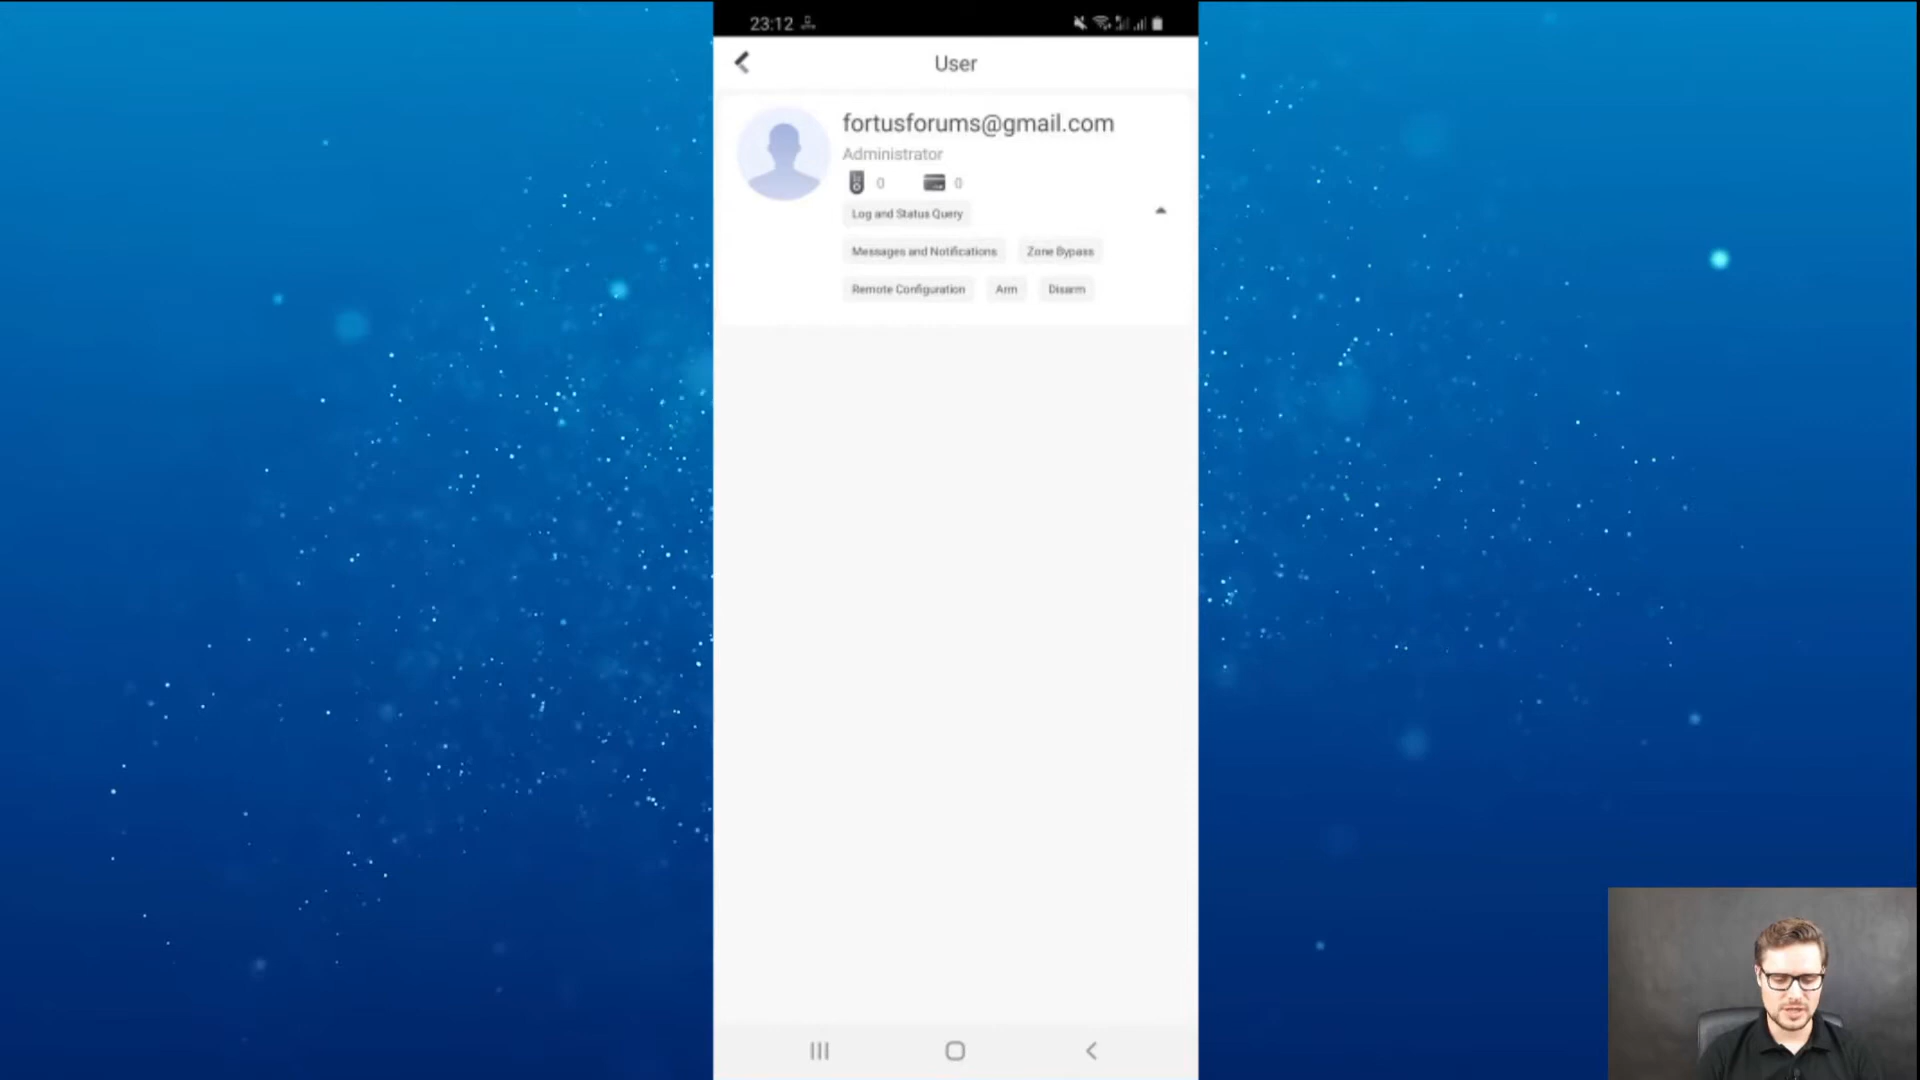 23:12
User
fortusforums@gmail.com
Administrator
0 0
Log and Status Query
Messages and Notifications Zone Bypass
Remote Configuration Arm Disarm